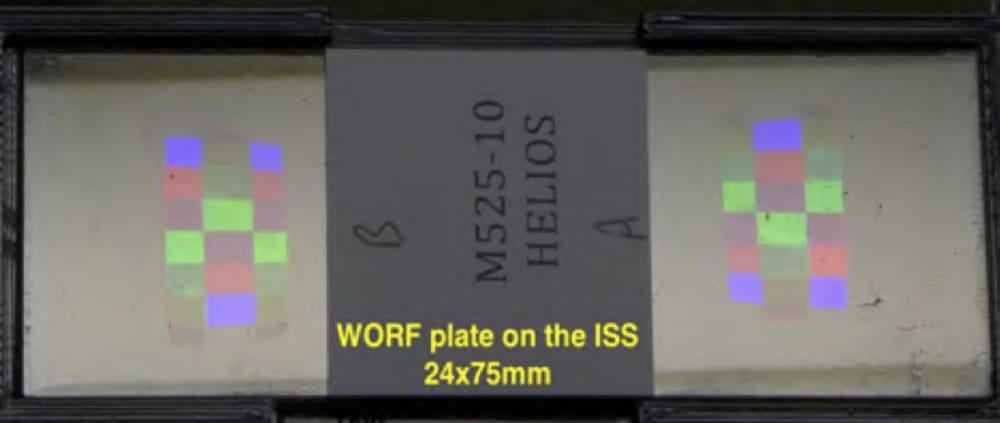 B
M525-10
HELIOS
A
WORF plate on the ISS
24x75mm